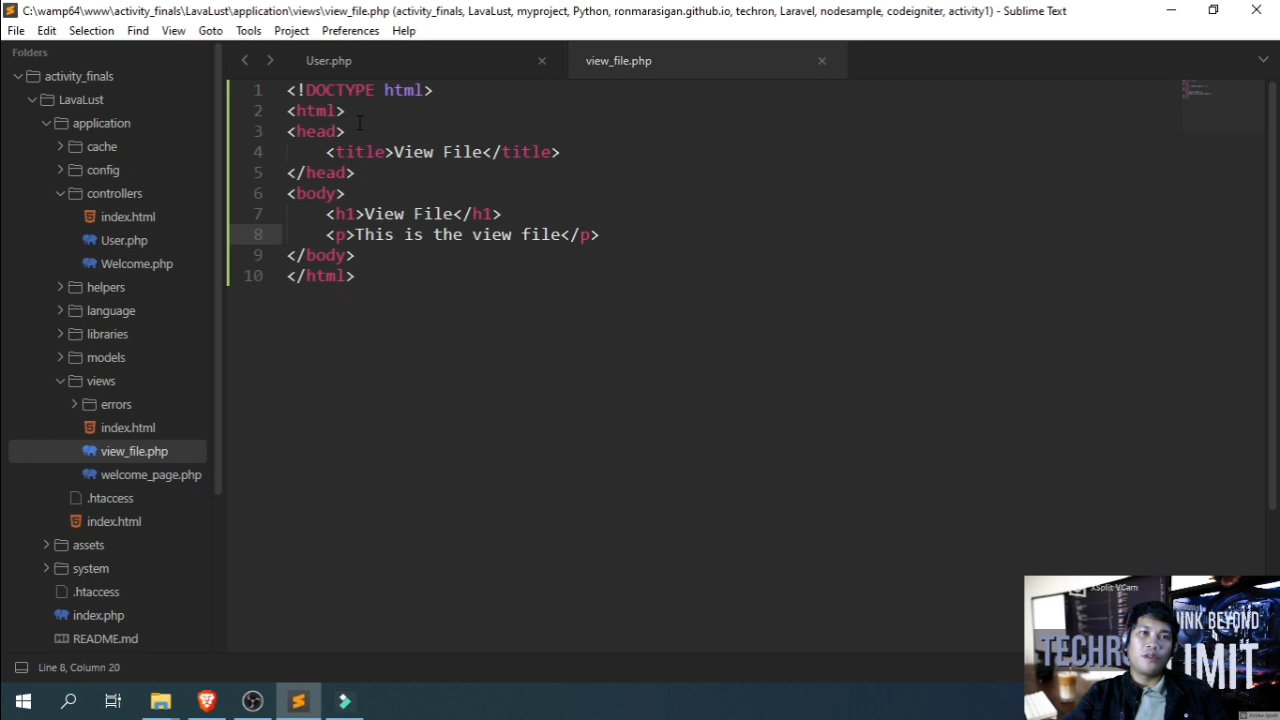 C:\wamp64\www\activity_finals\LavaLust\application\views\view_file.php (activity_finals, LavaLust, myproject, Python, ronmarasigan.github.io, techron, Laravel, nodesample, codeigniter, activity1) - Sublime Text
File Edit Selection Find View Goto Tools Project Preferences Help
Folders
activity_finals
LavaLust
application
cache
config
controllers
index.html
User.php
Welcome.php
helpers
language
libraries
models
views
errors
index.html
view_file.php
welcome_page.php
.htaccess
index.html
assets
system
.htaccess
index.php
README.md
User.php
view_file.php
1 <!DOCTYPE html>
2 <html>
3 <head>
4 <title>View File</title>
5 </head>
6 <body>
7 <h1>View File</h1>
8 <p>This is the view file</p>
9 </body>
10 </html>
Line 8, Column 20
XSplit VCam
TECHR
INK BEYOND
IMIT